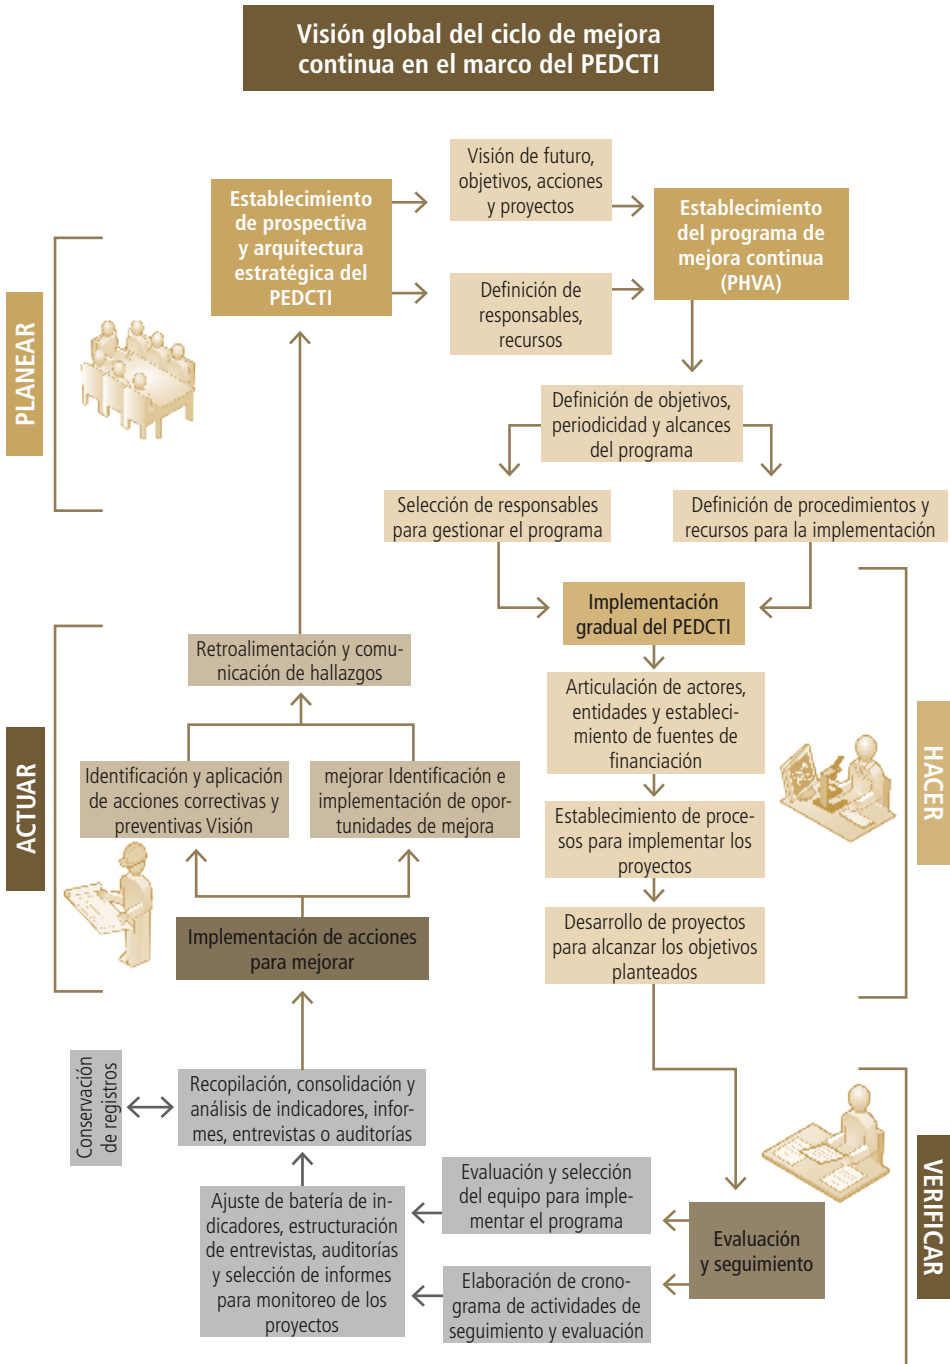 Visión global del ciclo de mejora
continua en el marco del PEDCTI
PLANEAR
Establecimiento
de prospectiva
y arquitectura
estratégica del
PEDCTI
Visión de futuro,
objetivos, acciones
y proyectos
Definición de
responsables,
recursos
Establecimiento
del programa de
mejora continua
(PHVA)
Definición de objetivos,
periodicidad y alcances
del programa
Selección de responsables
para gestionar el programa
Definición de procedimientos y
recursos para la implementación
HACER
Implementación
gradual del PEDCTI
Articulación de actores,
entidades y estableci-
miento de fuentes de
financiación
Establecimiento de proce-
sos para implementar los
proyectos
Desarrollo de proyectos
para alcanzar los objetivos
planteados
VERIFICAR
Evaluación
y seguimiento
Evaluación y selección
del equipo para imple-
mentar el programa
Elaboración de crono-
grama de actividades de
seguimiento y evaluación
Ajuste de batería de in-
dicadores, estructuración
de entrevistas, auditorías
y selección de informes
para monitoreo de los
proyectos
Recopilación, consolidación y
análisis de indicadores, infor-
mes, entrevistas o auditorías
Conservación
de registros
ACTUAR
Implementación de acciones
para mejorar
Identificación y aplicación
de acciones correctivas y
preventivas Visión
mejorar Identificación e
implementación de opor-
tunidades de mejora
Retroalimentación y comu-
nicación de hallazgos